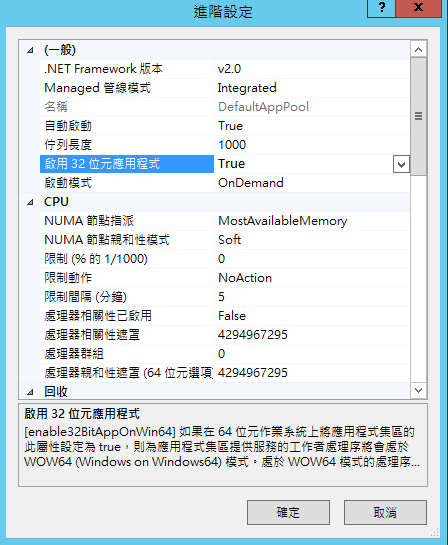 進階設定
?
x
(一般)
.NET Framework 版本 v2.0
Managed 管線模式 Integrated
名稱 DefaultAppPool
自動啟動 True
佇列長度 1000
啟用 32 位元應用程式 True
啟動模式 OnDemand
CPU
NUMA 節點指派 MostAvailableMemory
NUMA 節點親和性模式 Soft
限制 (% 的 1/1000) 0
限制動作 NoAction
限制間隔 (分鐘) 5
處理器相關性已啟用 False
處理器相關性遮罩 4294967295
處理器群組 0
處理器親和性遮罩 (64 位元選項) 4294967295
回收
啟用 32 位元應用程式
[enable32BitAppOnWin64] 如果在 64 位元作業系統上將應用程式集區的
此屬性設定為 true，則為應用程式集區提供服務的工作者處理序將會處於
WOW64 (Windows on Windows64) 模式。處於 WOW64 模式的處理序...
確定
取消